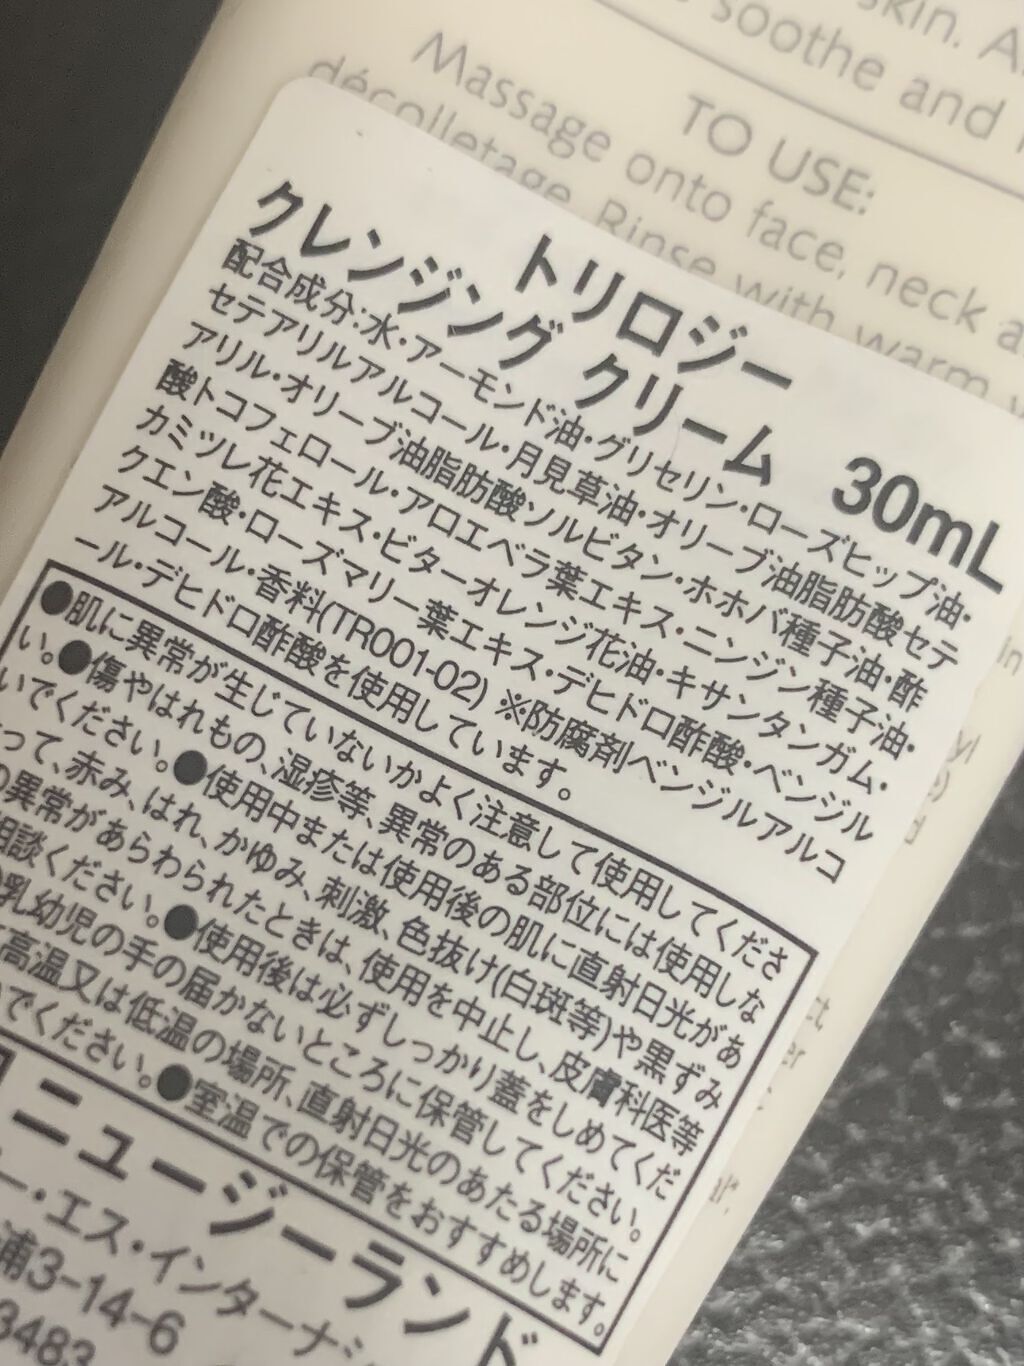 skin. A
soothe and
TO USE:
Massage onto face, neck a
décolletage. Rinse with warm
トリロジー
クレンジング クリーム 30mL
配合成分:水・アーモンド油・グリセリン・ローズヒップ油・
セテアリルアルコール・月見草油・オリーブ油脂肪酸セテ
アリル・オリーブ油脂肪酸ソルビタン・ホホバ種子油・酢
酸トコフェロール・アロエベラ葉エキス・ニンジン種子油・
カミツレ花エキス・ビターオレンジ花油・キサンタンガム・
クエン酸・ローズマリー葉エキス・デヒドロ酢酸・ベンジル
アルコール・香料(TR001-02) ※防腐剤ベンジルアルコ
ール・デヒドロ酢酸を使用しています。
●肌に異常が生じていないかよく注意して使用してくださ
い。●傷やはれもの、湿疹等、異常のある部位には使用しな
いでください。●使用中または使用後の肌に直射日光があ
って、赤み、はれ、かゆみ、刺激、色抜け(白斑等)や黒ずみ
の異常があらわれたときは、使用を中止し、皮膚科医等
相談ください。●使用後は必ずしっかり蓋をしめてくだ
乳幼児の手の届かないところに保管してください。
高温又は低温の場所、直射日光のあたる場所に
でください。●室温での保管をおすすめします。
ニュージーランド
ー・エス・インターナシ
浦3-14-6
3483